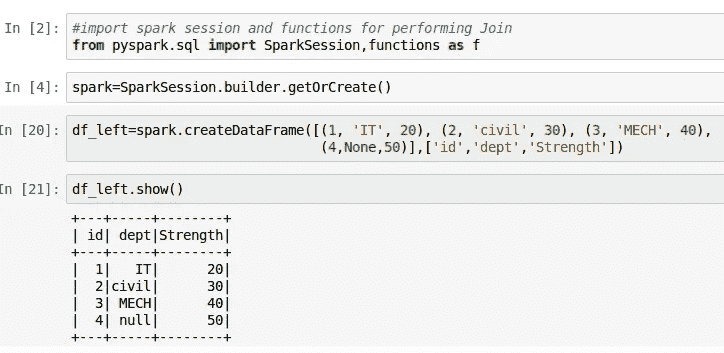 In [2]: #import spark session and functions for performing Join
from pyspark.sql import SparkSession,functions as f
In [4]: spark=SparkSession.builder.getOrCreate()
In [20]: df_left=spark.createDataFrame([(1, 'IT', 20), (2, 'civil', 30), (3, 'MECH', 40),
(4,None,50)],['id','dept','Strength'])
In [21]: df_left.show()
+---+-----+--------+
| id| dept|Strength|
+---+-----+--------+
|  1|   IT|      20|
|  2|civil|      30|
|  3| MECH|      40|
|  4| null|      50|
+---+-----+--------+